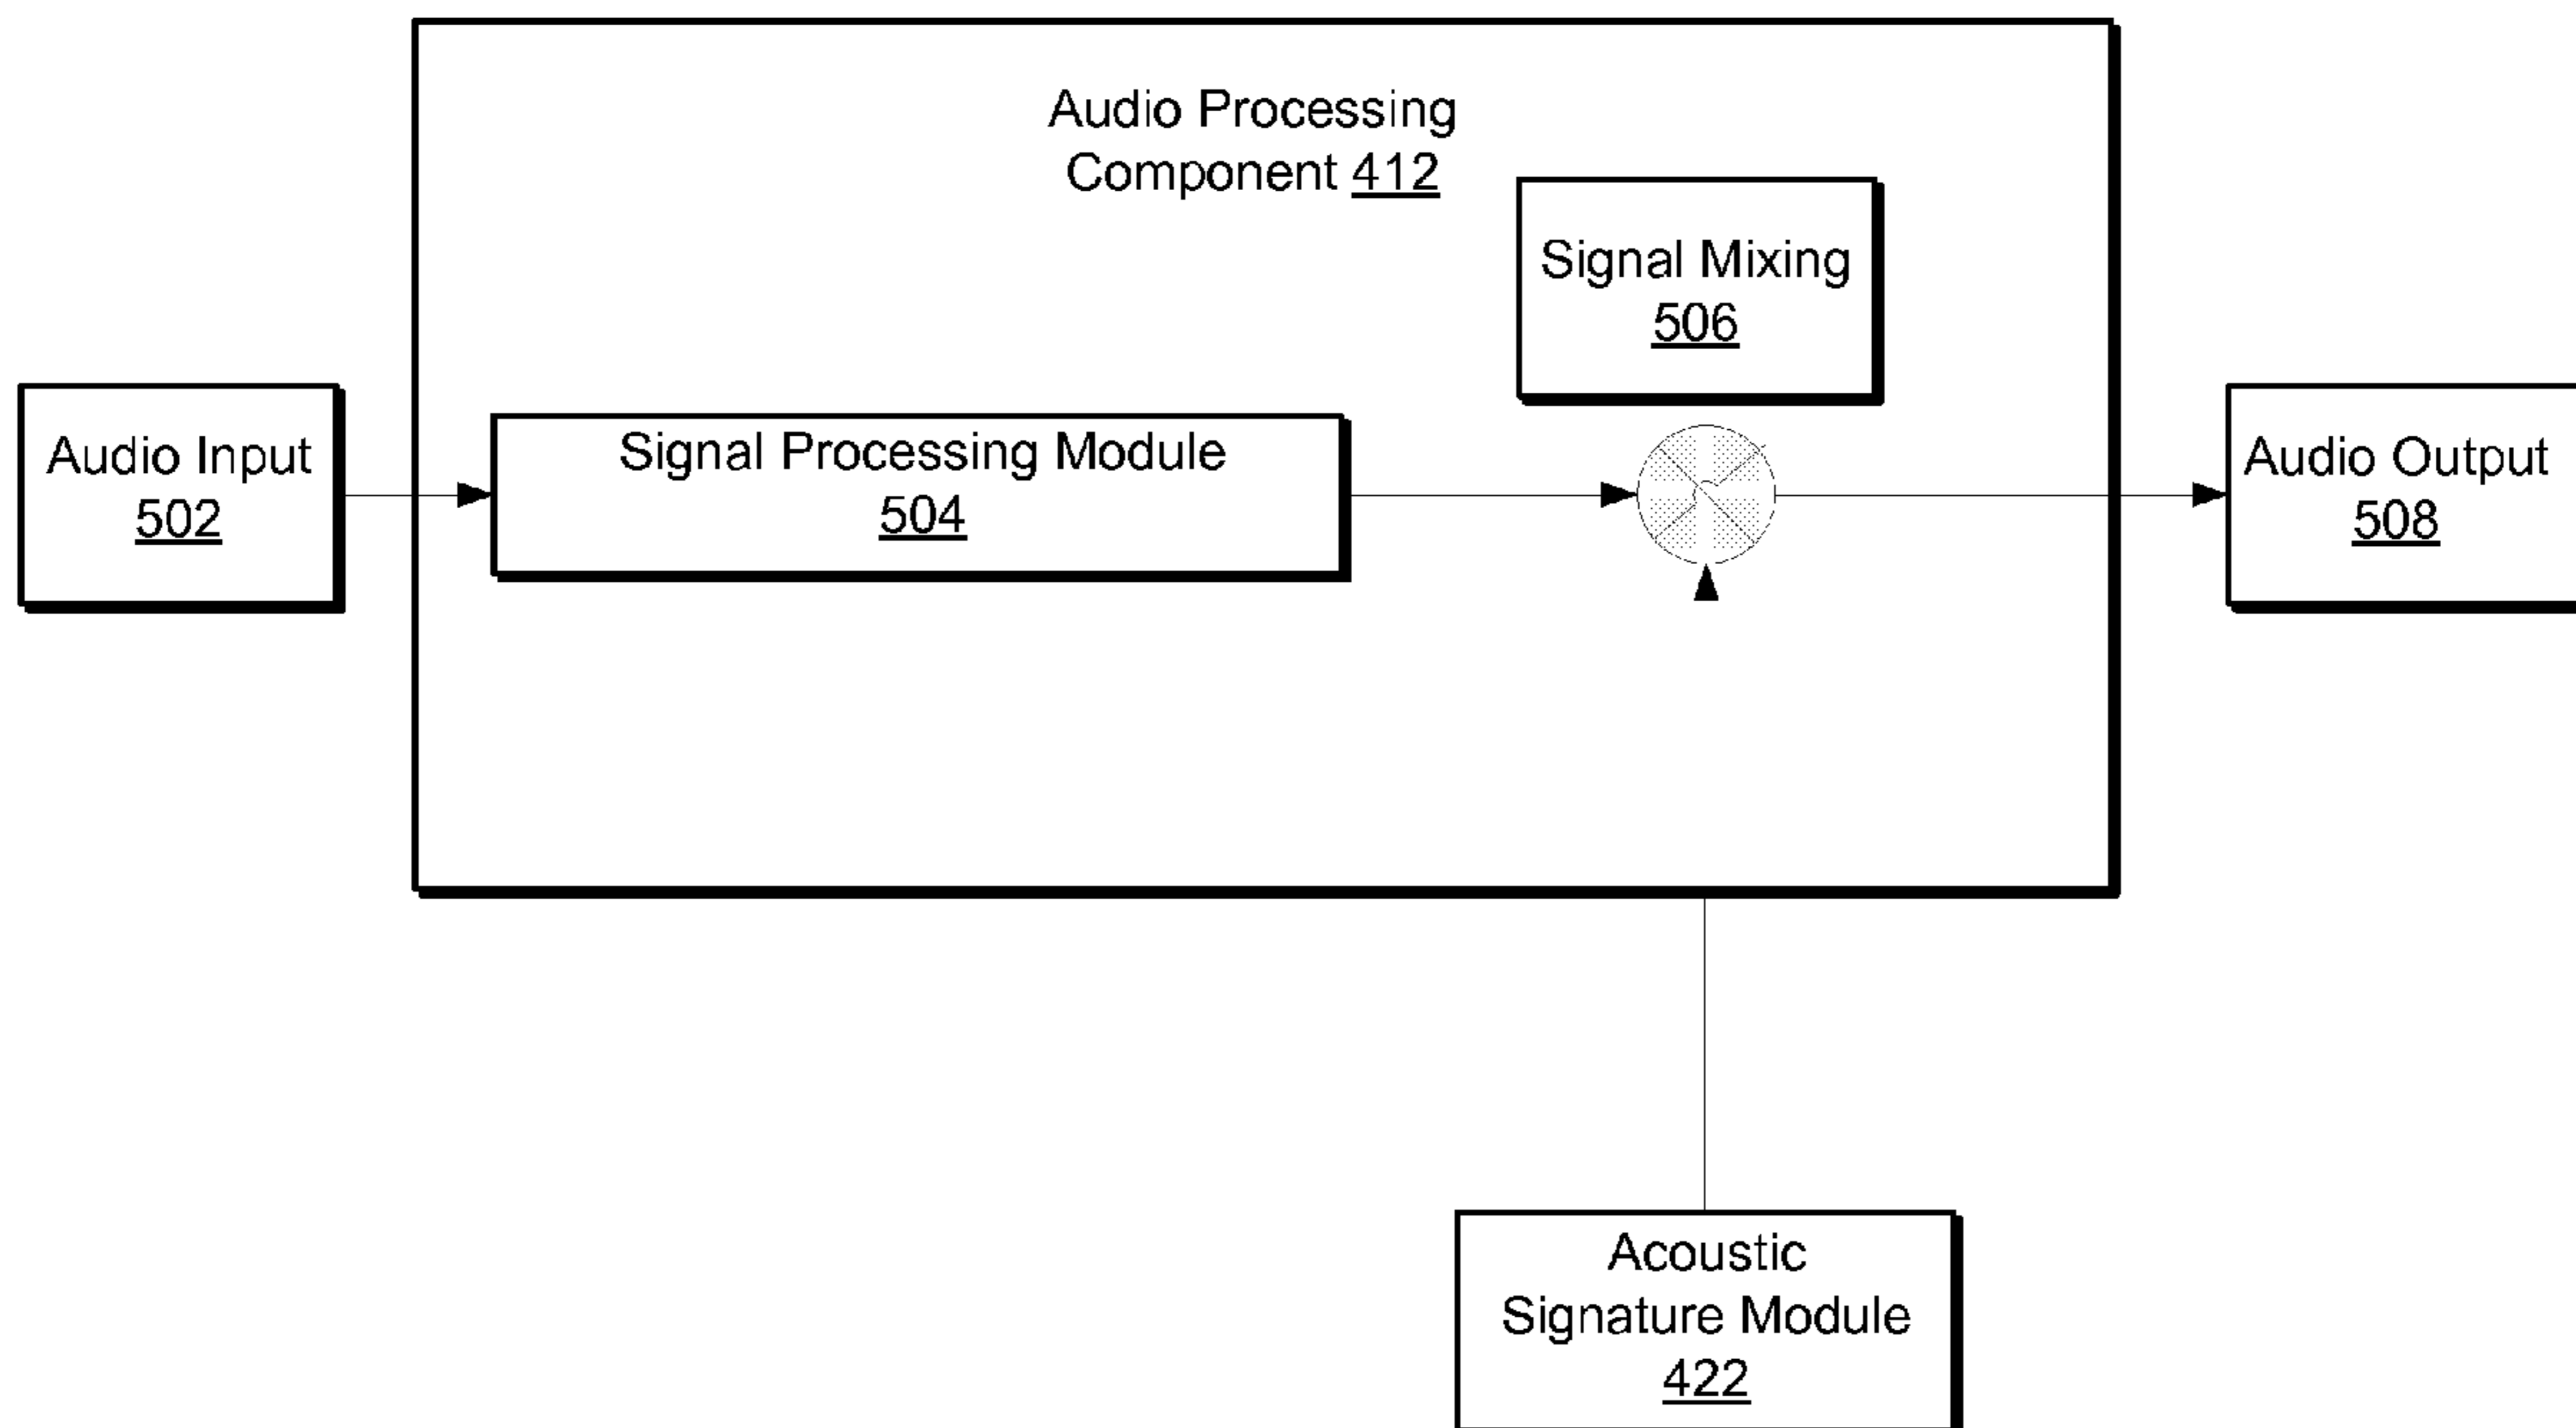 Audio Processing
Component 412
Signal Mixing
506
Audio Input
502
Signal Processing Module
504
Audio Output
508
Acoustic
Signature Module
422